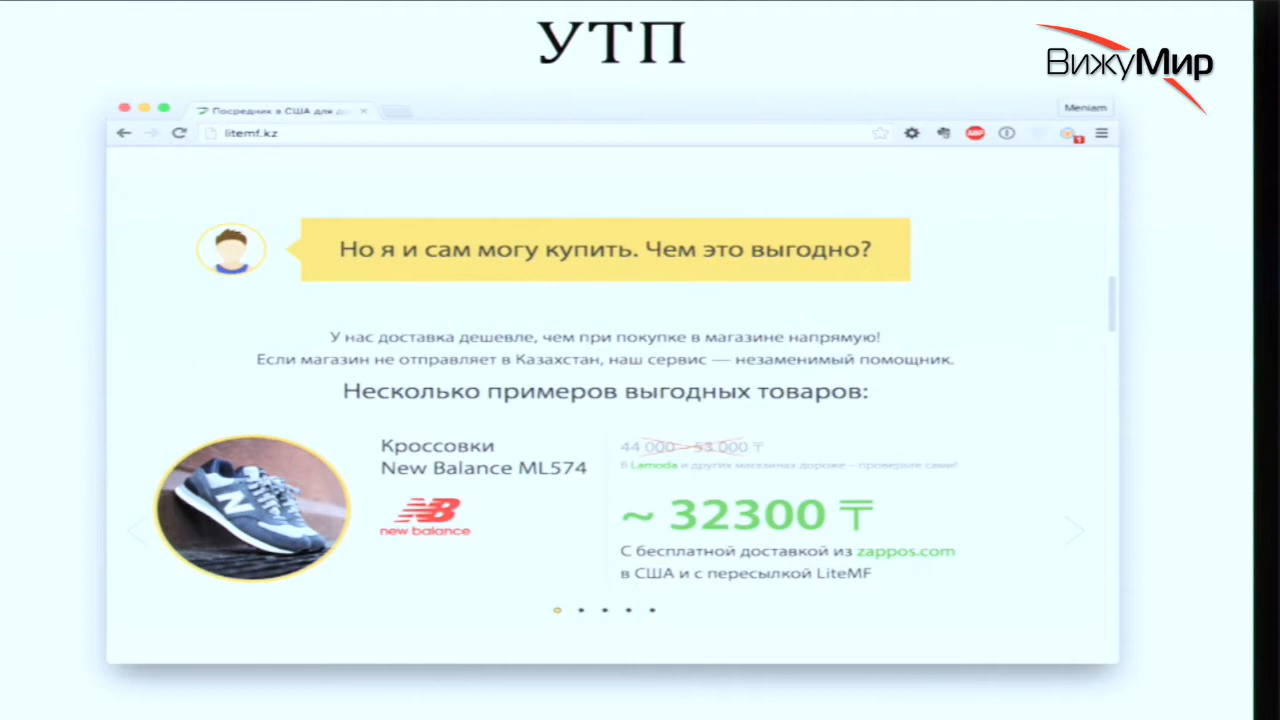 УТП
ВижуМир
Посредник в США для д
Meniam
litemf.kz
ABP
1
Но я и сам могу купить. Чем это выгодно?
У нас доставка дешевле, чем при покупке в магазине напрямую!
Если магазин не отправляет в Казахстан, наш сервис — незаменимый помощник.
Несколько примеров выгодных товаров:
Кроссовки
New Balance ML574
N
NB
new balance
44 000 – 53 000 ₸
В Lamoda и других магазинах дороже – проверьте сами!
~ 32300 ₸
С бесплатной доставкой из zappos.com
в США и с пересылкой LiteMF